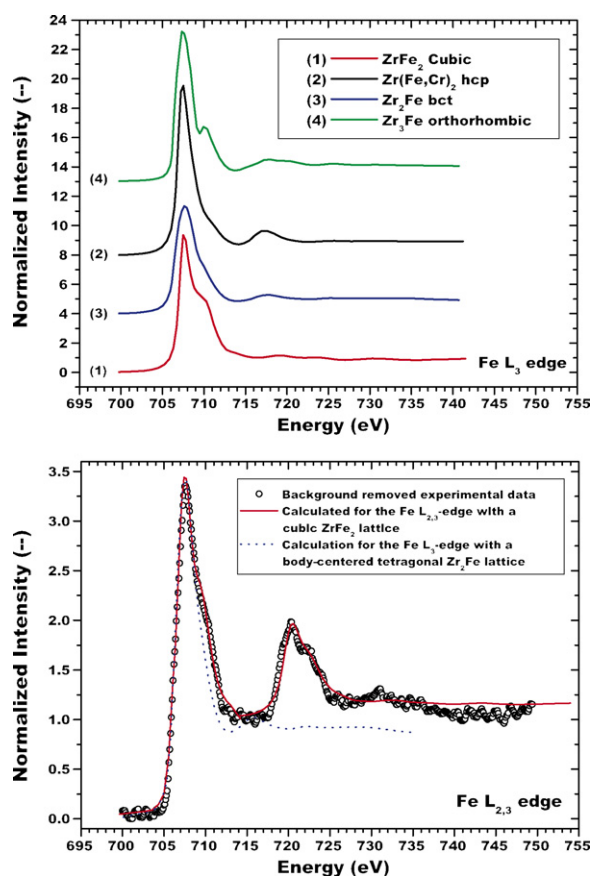 24
22
20
18
16
14
12
10
8
6
4
2
0
Normalized Intensity (--)
(1) ZrFe2 Cubic
(2) Zr(Fe,Cr)2 hcp
(3) Zr2Fe bct
(4) Zr3Fe orthorhombic
(4)
(2)
(3)
(1)
Fe L3 edge
695 700 705 710 715 720 725 730 735 740 745 750 755
Energy (eV)
3.5
3.0
2.5
2.0
1.5
1.0
0.5
0.0
Normalized Intensity (--)
Background removed experimental data
Calculated for the Fe L2,3-edge with a
cubic ZrFe2 lattice
Calculation for the Fe L3-edge with a
body-centered tetragonal Zr2Fe lattice
Fe L2,3 edge
695 700 705 710 715 720 725 730 735 740 745 750 755
Energy (eV)